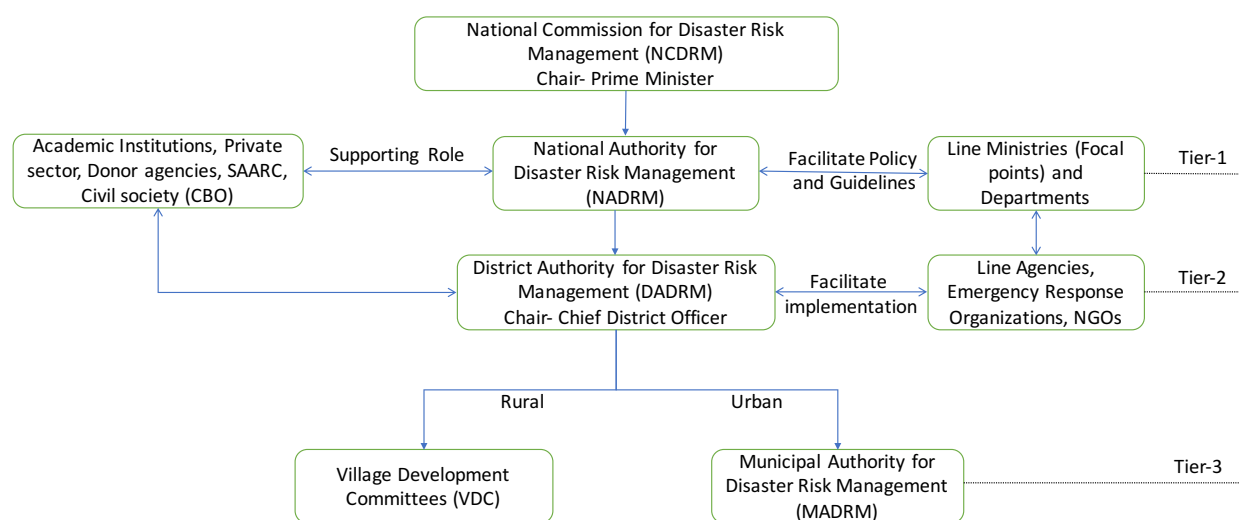 National Commission for Disaster Risk
Management (NCDRM)
Chair- Prime Minister
Academic Institutions, Private
sector, Donor agencies, SAARC,
Civil society (CBO)
Supporting Role
National Authority for
Disaster Risk Management
(NADRM)
Facilitate Policy
and Guidelines
Line Ministries (Focal
points) and
Departments
Tier-1
District Authority for Disaster Risk
Management (DADRM)
Chair- Chief District Officer
Facilitate
implementation
Line Agencies,
Emergency Response
Organizations, NGOs
Tier-2
Rural
Urban
Village Development
Committees (VDC)
Municipal Authority for
Disaster Risk Management
(MADRM)
Tier-3